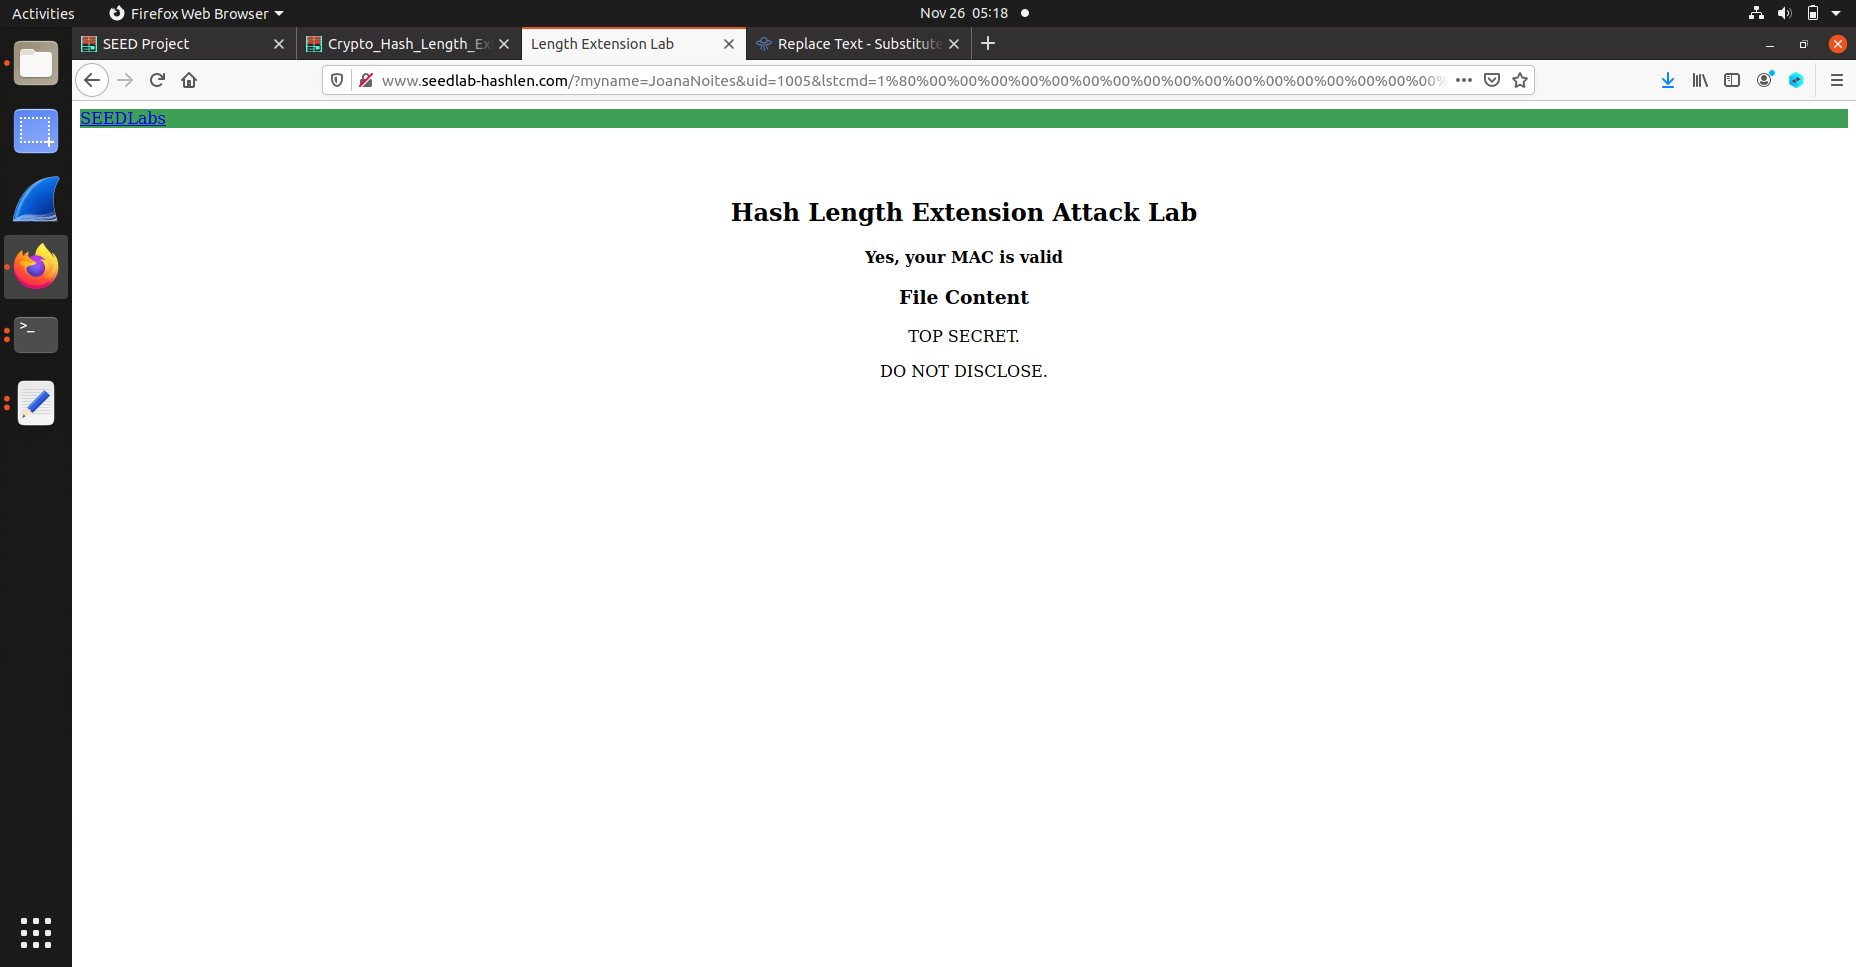 Activities
Firefox Web Browser
Nov 26 05:18
SEED Project
Crypto_Hash_Length_Ex
Length Extension Lab
Replace Text - Substitute
www.seedlab-hashlen.com/?myname=JoanaNoites&uid=1005&lstcmd=1%80%00%00%00%00%00%00%00%00%00%00%00%00%00%00%00%00%00%00%
SEEDLabs
Hash Length Extension Attack Lab
Yes, your MAC is valid
File Content
TOP SECRET.
DO NOT DISCLOSE.